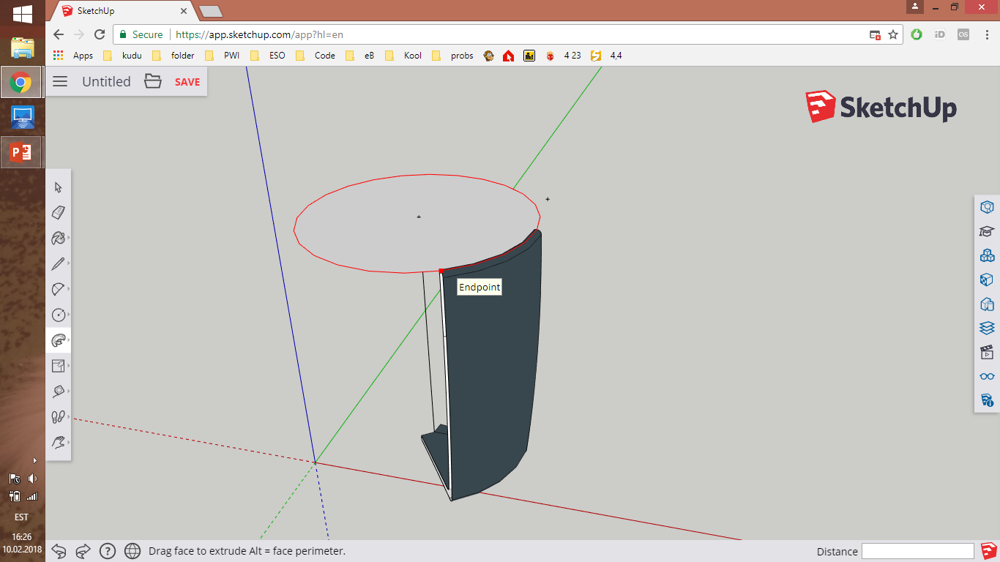 SketchUp
Secure https://app.sketchup.com/app?hl=en
Apps kudu folder PWI ESO Code eB Kool probs 4 23 4,4
Untitled SAVE
SketchUp
Endpoint
EST
16:26
10.02.2018
Drag face to extrude Alt = face perimeter.
Distance